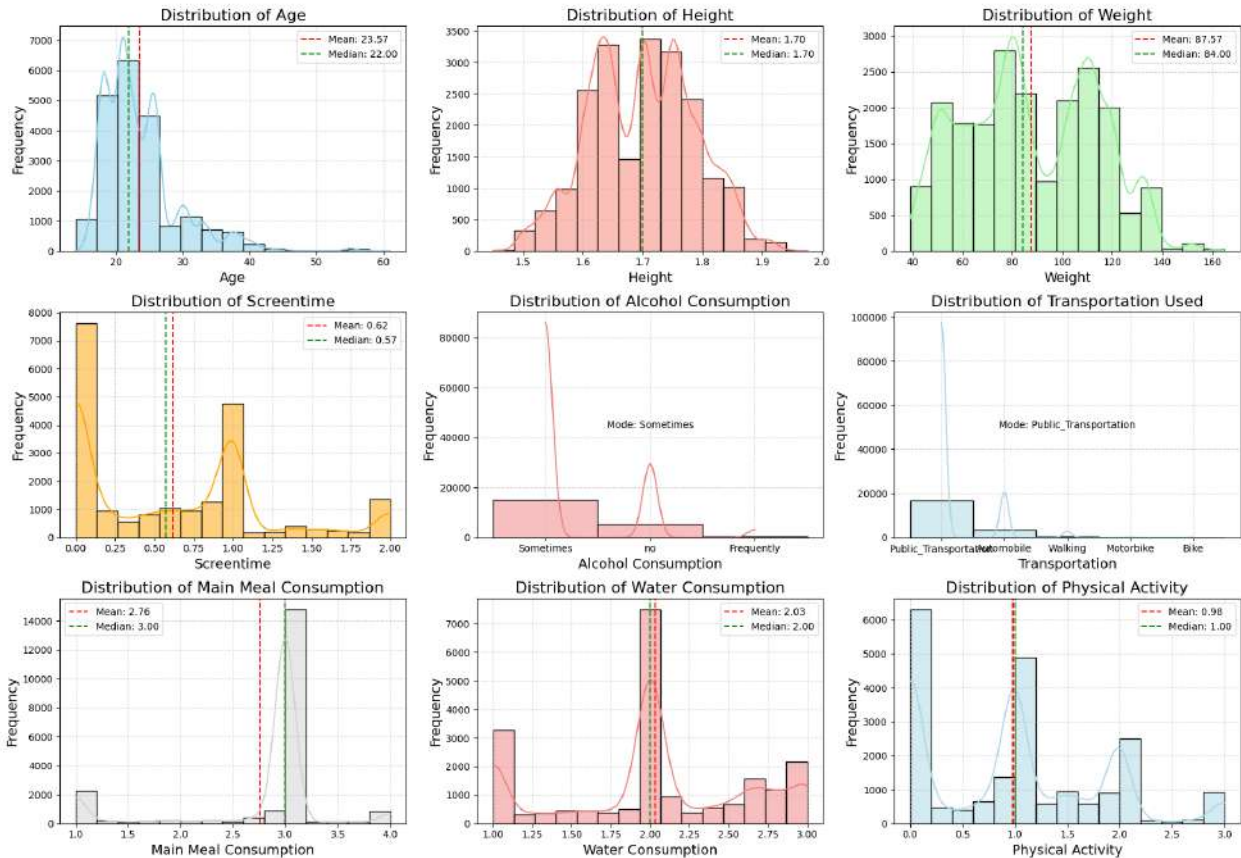 Distribution of Age
7000
6000
5000
4000
3000
2000
1000
0
Frequency
Mean: 23.57
Median: 22.00
20 30 40 50 60
Age
Distribution of Height
3500
3000
2500
2000
1500
1000
500
0
Frequency
Mean: 1.70
Median: 1.70
1.5 1.6 1.7 1.8 1.9 2.0
Height
Distribution of Weight
3000
2500
2000
1500
1000
500
0
Frequency
Mean: 87.57
Median: 84.00
40 60 80 100 120 140 160
Weight
Distribution of Screentime
8000
7000
6000
5000
4000
3000
2000
1000
0
Frequency
Mean: 0.62
Median: 0.57
0.00 0.25 0.50 0.75 1.00 1.25 1.50 1.75 2.00
Screentime
Distribution of Alcohol Consumption
80000
60000
40000
20000
0
Frequency
Mode: Sometimes
Sometimes no Frequently
Alcohol Consumption
Distribution of Transportation Used
100000
80000
60000
40000
20000
0
Frequency
Mode: Public_Transportation
Public_Transportation Automobile Walking Motorbike Bike
Transportation
Distribution of Main Meal Consumption
14000
12000
10000
8000
6000
4000
2000
0
Frequency
Mean: 2.76
Median: 3.00
1.0 1.5 2.0 2.5 3.0 3.5 4.0
Main Meal Consumption
Distribution of Water Consumption
7000
6000
5000
4000
3000
2000
1000
0
Frequency
Mean: 2.03
Median: 2.00
1.00 1.25 1.50 1.75 2.00 2.25 2.50 2.75 3.00
Water Consumption
Distribution of Physical Activity
6000
5000
4000
3000
2000
1000
0
Frequency
Mean: 0.98
Median: 1.00
0.0 0.5 1.0 1.5 2.0 2.5 3.0
Physical Activity